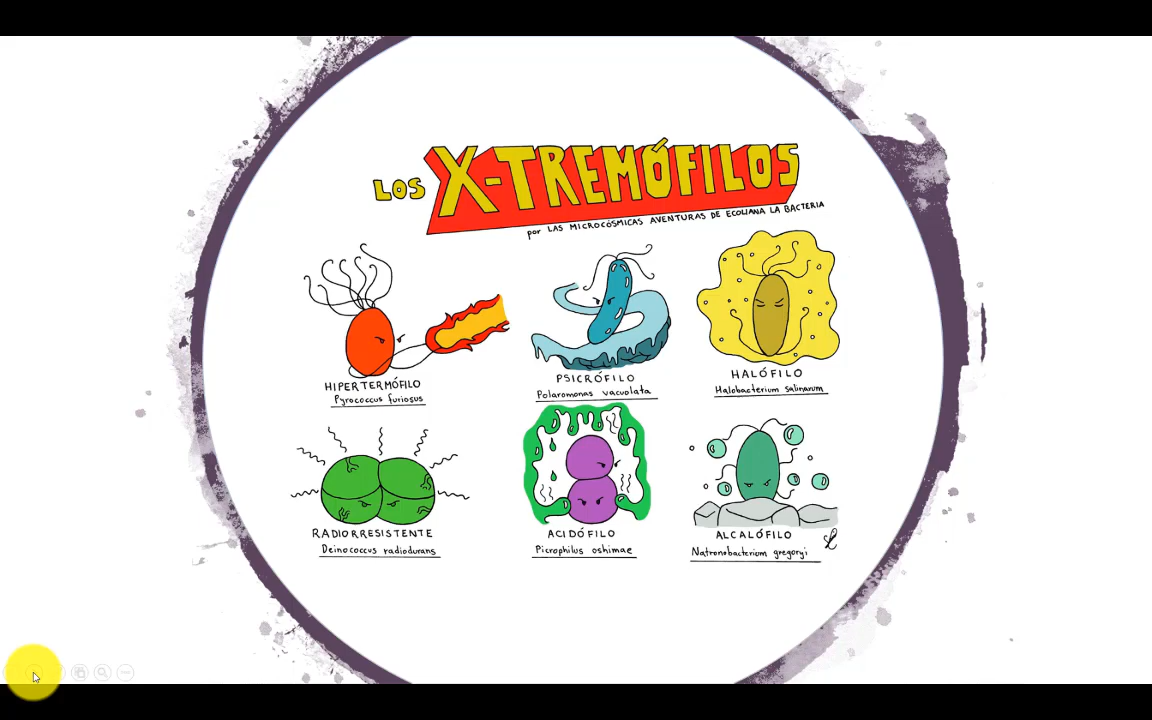 LOS X-TREMÓFILOS
por LAS MICROCÓSMICAS AVENTURAS DE ECOLIANA LA BACTERIA
HIPERTERMÓFILO
Pyrococcus furiosus
PSICRÓFILO
Polaromonas vacuolata
HALÓFILO
Halobacterium salinarum
RADIORRESISTENTE
Deinococcus radiodurans
ACIDÓFILO
Picrophilus oshimae
ALCALÓFILO
Natronobacterium gregoryi